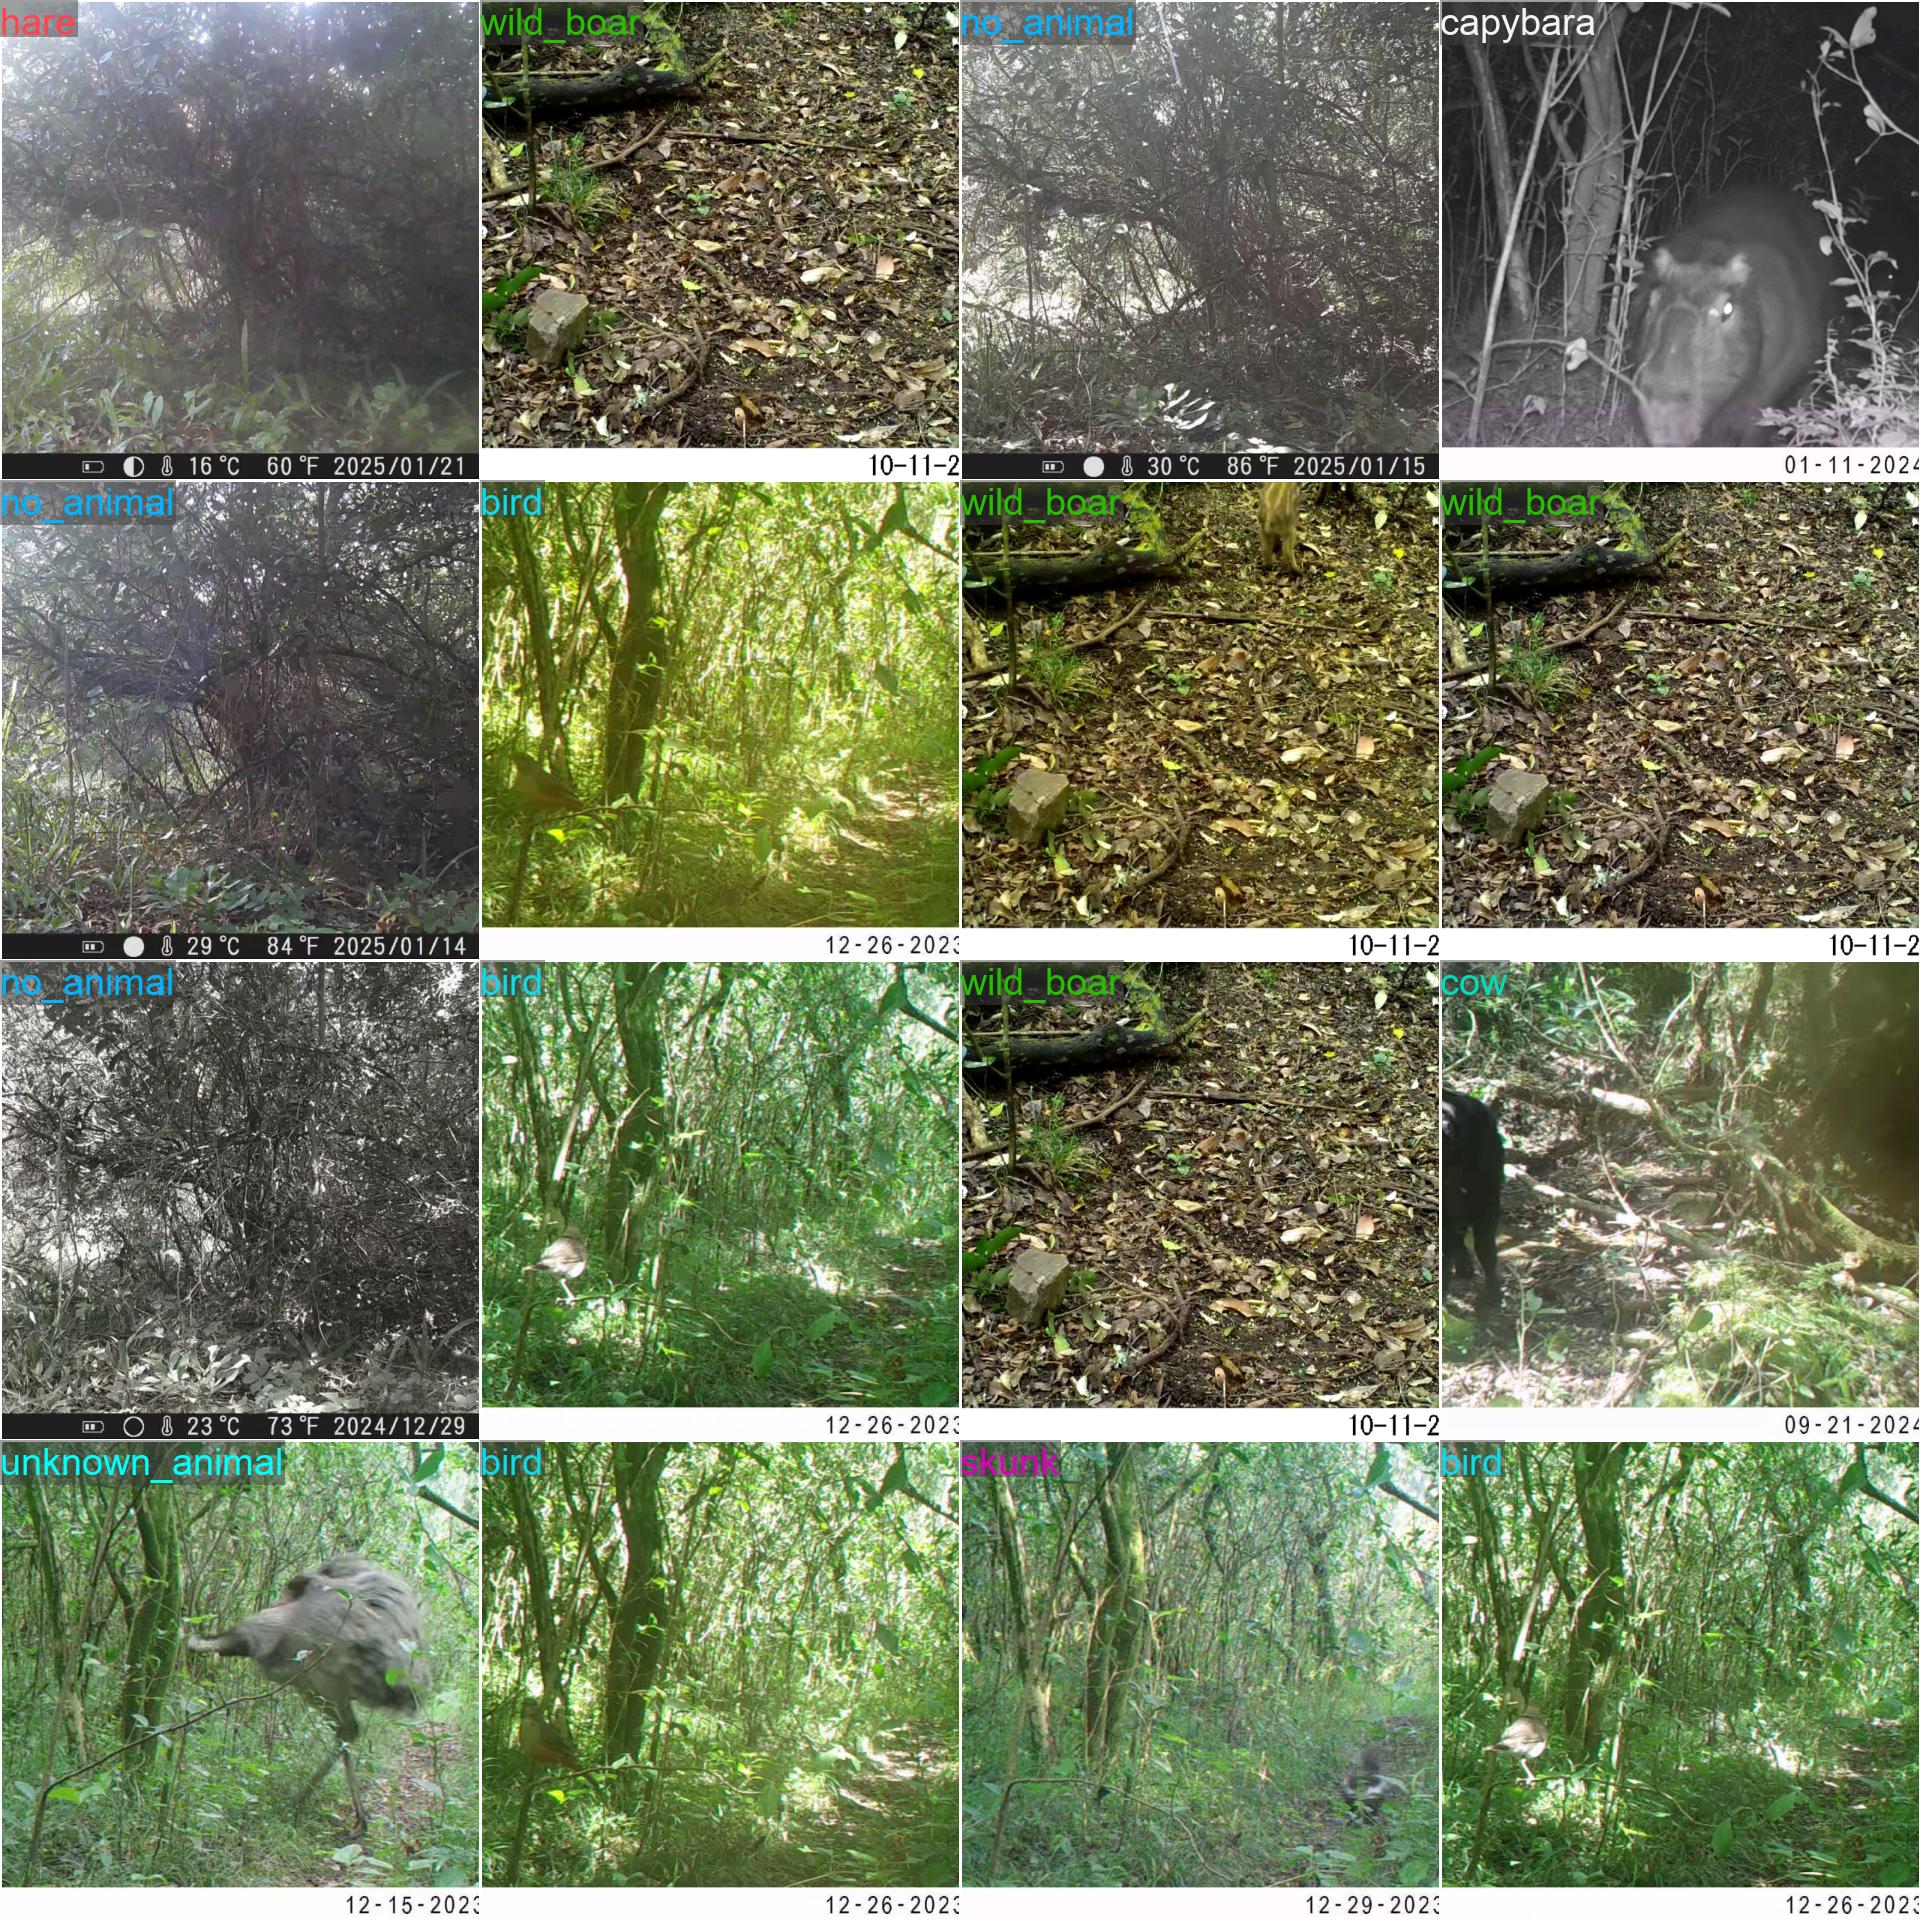 hare
wild_boar
no_animal
capybara
16°C 60°F 2025/01/21
10-11-2
30°C 86°F 2025/01/15
01-11-2024
no_animal
bird
wild_boar
wild_boar
29°C 84°F 2025/01/14
12-26-2023
10-11-2
10-11-2
no_animal
bird
wild_boar
cow
23°C 73°F 2024/12/29
12-26-2023
10-11-2
09-21-2024
unknown_animal
bird
skunk
bird
12-15-2023
12-26-2023
12-29-2023
12-26-2023